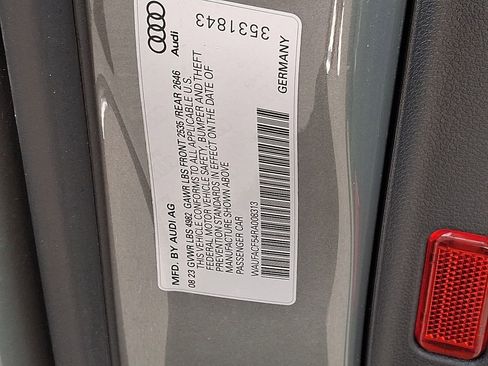 Audi
3531843
MFD. BY AUDI AG
08 23 GVWR LBS 4982 GAWR LBS FRONT 2535 /REAR 2646
THIS VEHICLE CONFORMS TO ALL APPLICABLE U.S.
FEDERAL MOTOR VEHICLE SAFETY, BUMPER AND THEFT
PREVENTION STANDARDS IN EFFECT ON THE DATE OF
MANUFACTURE SHOWN ABOVE
PASSENGER CAR
WAUFACF54RA006313
GERMANY